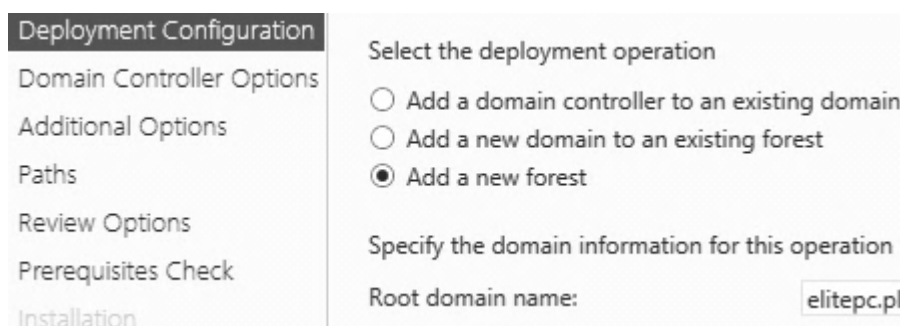 Deployment Configuration
Domain Controller Options
Additional Options
Paths
Review Options
Prerequisites Check
Installation
Select the deployment operation
Add a domain controller to an existing domain
Add a new domain to an existing forest
Add a new forest
Specify the domain information for this operation
Root domain name: elitepc.pl